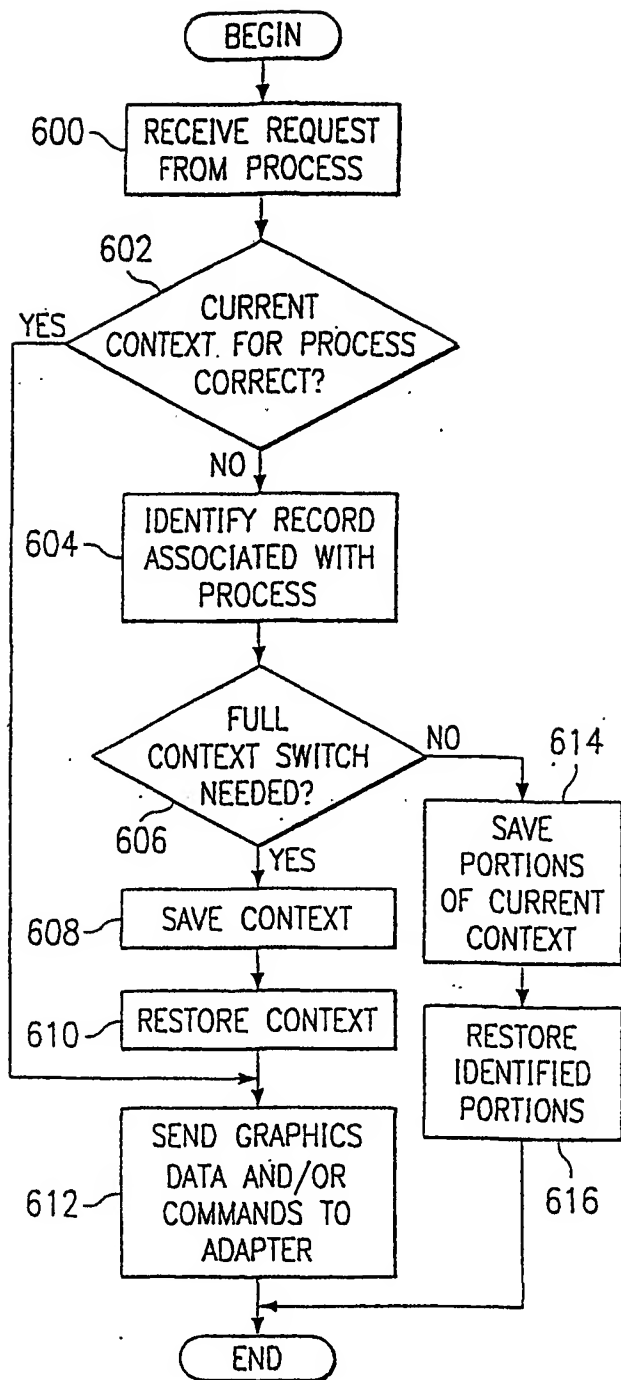 BEGIN
600
RECEIVE REQUEST
FROM PROCESS
602
YES
CURRENT
CONTEXT FOR PROCESS
CORRECT?
NO
604
IDENTIFY RECORD
ASSOCIATED WITH
PROCESS
FULL
CONTEXT SWITCH
NEEDED?
NO
606
YES
614
SAVE
PORTIONS
OF CURRENT
CONTEXT
608
SAVE CONTEXT
610
RESTORE CONTEXT
RESTORE
IDENTIFIED
PORTIONS
616
612
SEND GRAPHICS
DATA AND/OR
COMMANDS TO
ADAPTER
END